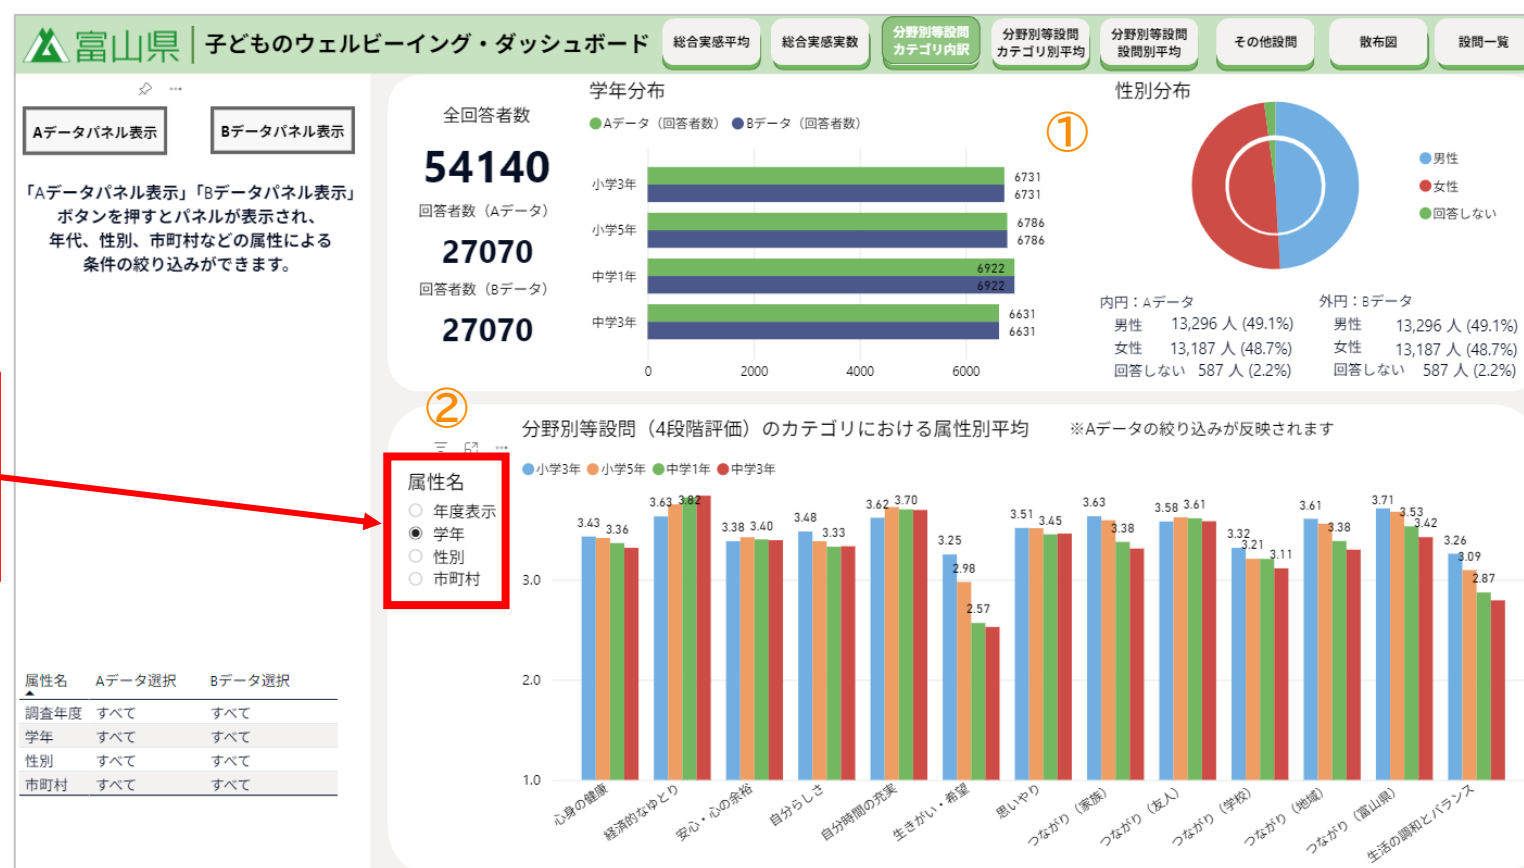 富山県 子どものウェルビーイング・ダッシュボード
総合実感平均
総合実感実数
分野別等設問
カテゴリ内訳
分野別等設問
カテゴリ別平均
分野別等設問
設問別平均
その他設問
散布図
設問一覧
Aデータパネル表示
Bデータパネル表示
「Aデータパネル表示」「Bデータパネル表示」
ボタンを押すとパネルが表示され、
年代、性別、市町村などの属性による
条件の絞り込みができます。
属性名 Aデータ選択 Bデータ選択
調査年度 すべて すべて
学年 すべて すべて
性別 すべて すべて
市町村 すべて すべて
全回答者数
54140
回答者数（Aデータ）
27070
回答者数（Bデータ）
27070
学年分布
Aデータ（回答者数） Bデータ（回答者数）
小学3年 6731
6731
小学5年 6786
6786
中学1年 6922
6922
中学3年 6631
6631
0 2000 4000 6000
①
性別分布
男性
女性
回答しない
内円：Aデータ
男性 13,296 人 (49.1%)
女性 13,187 人 (48.7%)
回答しない 587 人 (2.2%)
外円：Bデータ
男性 13,296 人 (49.1%)
女性 13,187 人 (48.7%)
回答しない 587 人 (2.2%)
②
分野別等設問（4段階評価）のカテゴリにおける属性別平均 ※Aデータの絞り込みが反映されます
属性名
年度表示
学年
性別
市町村
小学3年 小学5年 中学1年 中学3年
3.43 3.36
3.63 3.82
3.38 3.40
3.48 3.33
3.62 3.70
3.25 2.98 2.57
3.51 3.45
3.63 3.38
3.58 3.61
3.32 3.21 3.11
3.61 3.38
3.71 3.53 3.42
3.26 3.09 2.87
3.0
2.0
1.0
心身の健康
経済的なゆとり
安心・心の余裕
自分らしさ
自分時間の充実
生きがい・希望
思いやり
つながり（家族）
つながり（友人）
つながり（学校）
つながり（地域）
つながり（富山県）
生活の調和とバランス